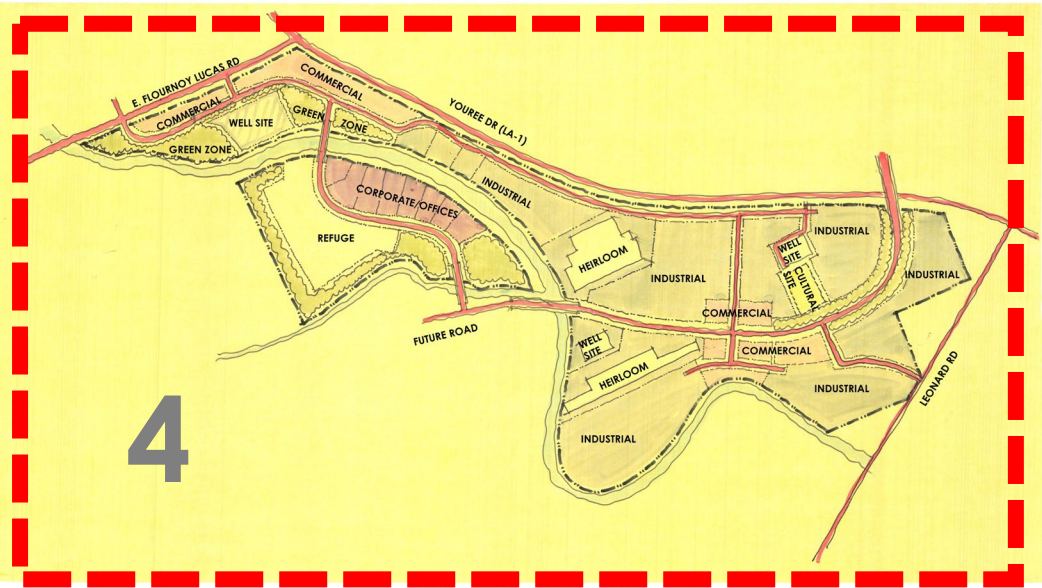 E. FLOURNOY LUCAS RD
COMMERCIAL
YOUREE DR (LA-1)
COMMERCIAL
WELL SITE
GREEN
ZONE
GREEN ZONE
CORPORATE/OFFICES
INDUSTRIAL
REFUGE
HEIRLOOM
INDUSTRIAL
WELL
SITE
INDUSTRIAL
CULTURAL
SITE
INDUSTRIAL
COMMERCIAL
FUTURE ROAD
WELL
SITE
COMMERCIAL
HEIRLOOM
INDUSTRIAL
LEONARD RD
INDUSTRIAL
4